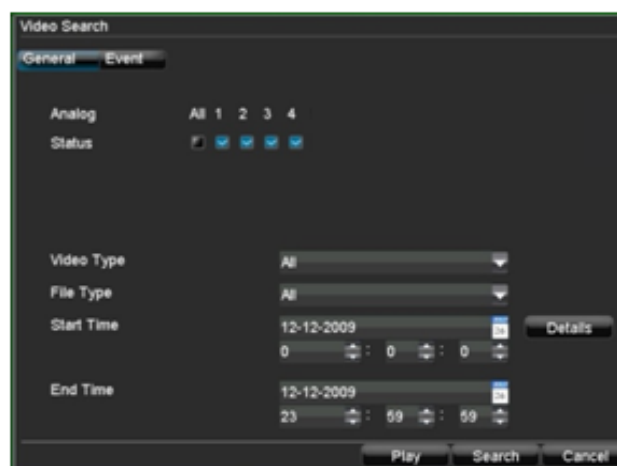 Video Search
General Event
Analog All 1 2 3 4
Status
Video Type All
File Type All
Start Time 12-12-2009 Details
0 : 0 : 0
End Time 12-12-2009
23 : 59 : 59
Play Search Cancel